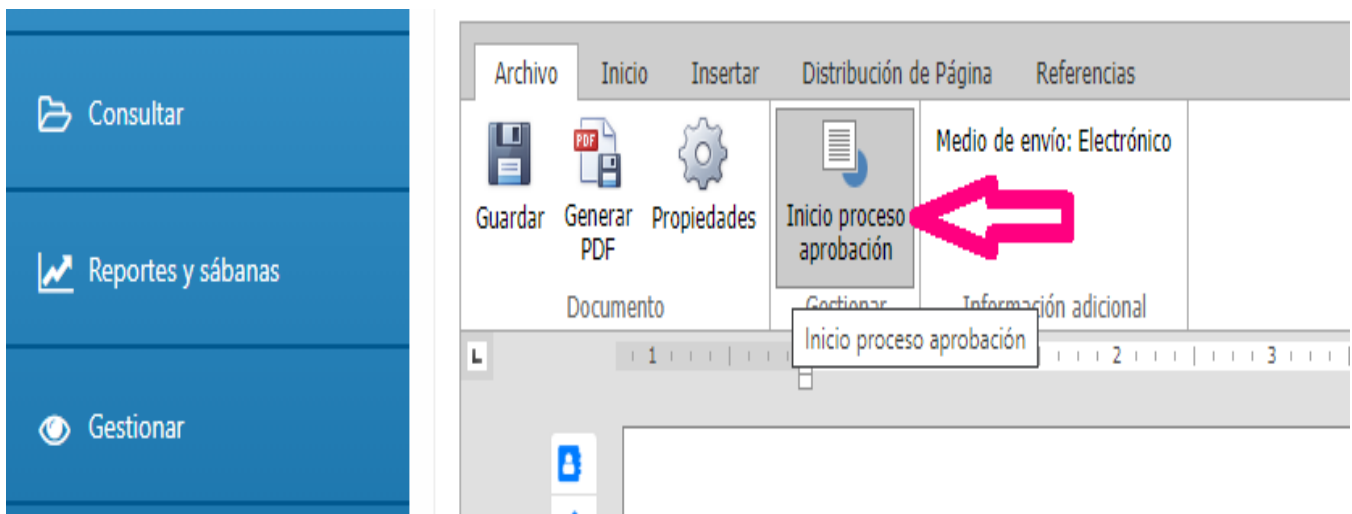 Consultar
Reportes y sábanas
Gestionar
Archivo Inicio Insertar Distribución de Página Referencias
Guardar Generar PDF Propiedades Inicio proceso aprobación Medio de envío: Electrónico
Documento Gestionar Información adicional
Inicio proceso aprobación
L 1 2 3